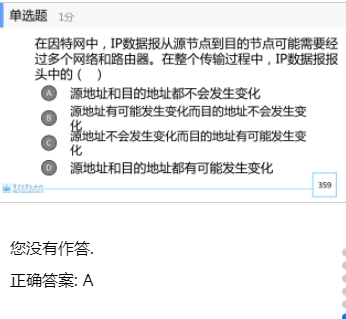 单选题 1分
在因特网中，IP数据报从源节点到目的节点可能需要经
过多个网络和路由器。在整个传输过程中，IP数据报报
头中的（ ）
A 源地址和目的地址都不会发生变化
B 源地址有可能发生变化而目的地址不会发生变
化
C 源地址不会发生变化而目的地址有可能发生变
化
D 源地址和目的地址都有可能发生变化
359
您没有作答.
正确答案: A